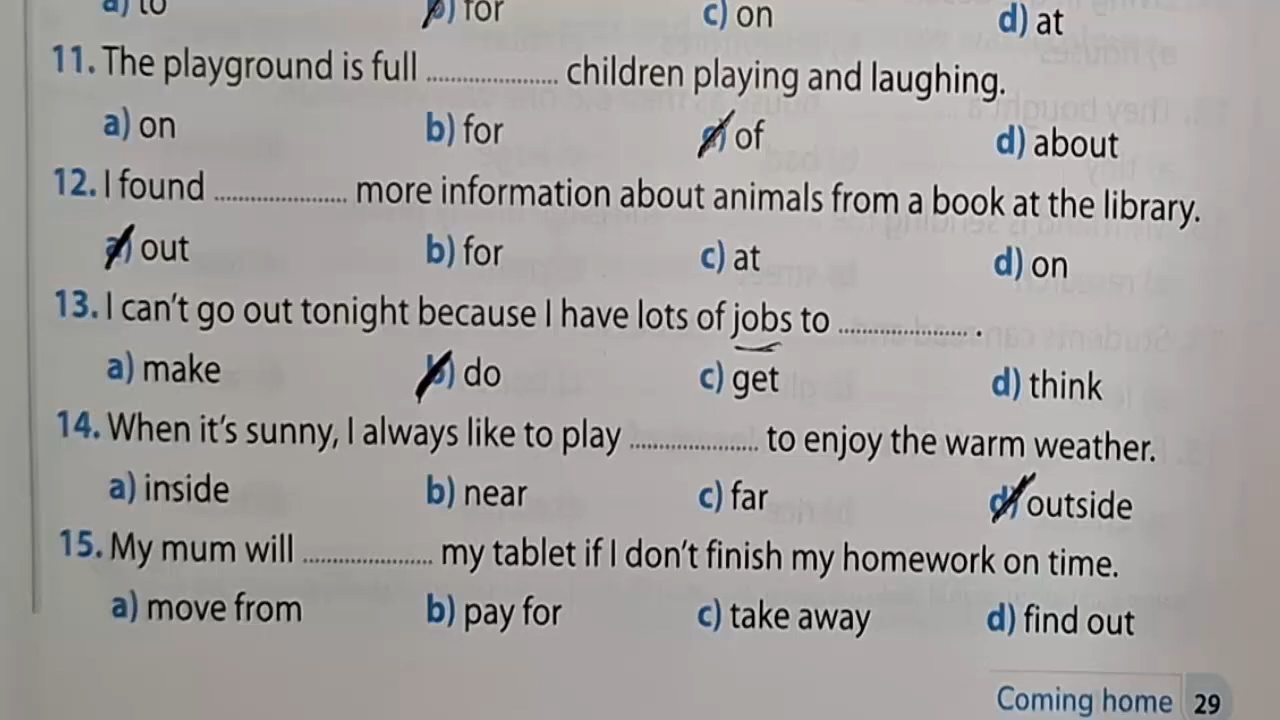 a) to b) for c) on d) at
11. The playground is full ..................... children playing and laughing.
a) on b) for c) of d) about
12. I found ..................... more information about animals from a book at the library.
a) out b) for c) at d) on
13. I can't go out tonight because I have lots of jobs to ..................... .
a) make b) do c) get d) think
14. When it's sunny, I always like to play ..................... to enjoy the warm weather.
a) inside b) near c) far d) outside
15. My mum will ..................... my tablet if I don't finish my homework on time.
a) move from b) pay for c) take away d) find out
Coming home 29